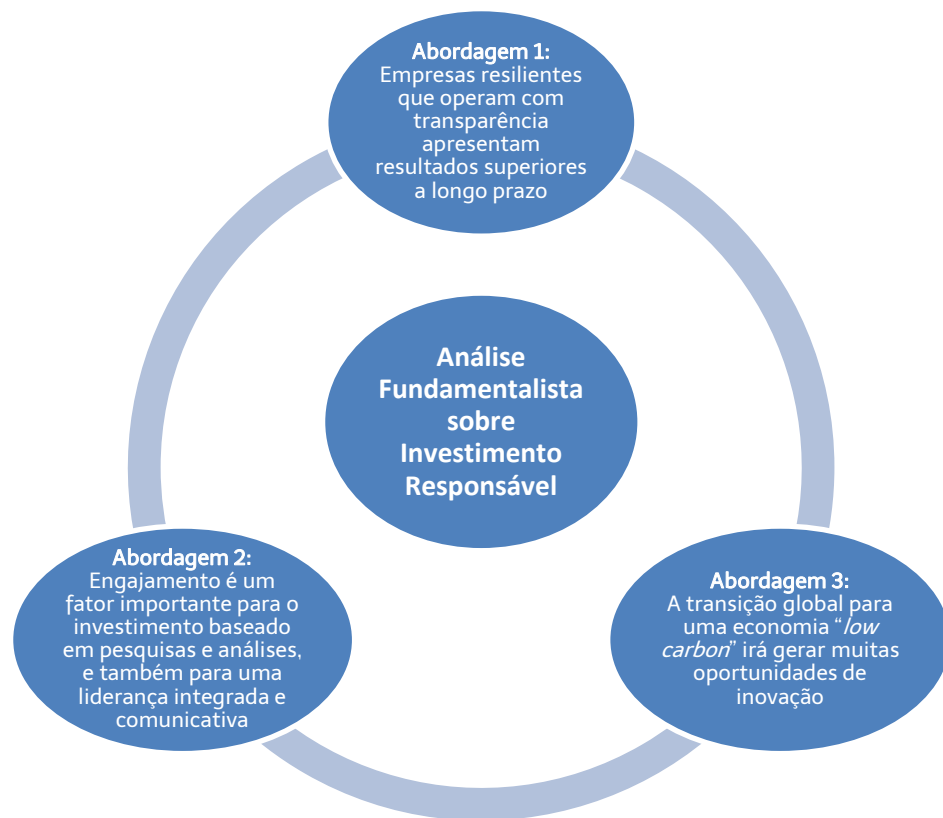 Abordagem 1:
Empresas resilientes
que operam com
transparência
apresentam
resultados superiores
a longo prazo
Análise
Fundamentalista
sobre
Investimento
Responsável
Abordagem 2:
Engajamento é um
fator importante para o
investimento baseado
em pesquisas e análises,
e também para uma
liderança integrada e
comunicativa
Abordagem 3:
A transição global para
uma economia “low
carbon” irá gerar muitas
oportunidades de
inovação